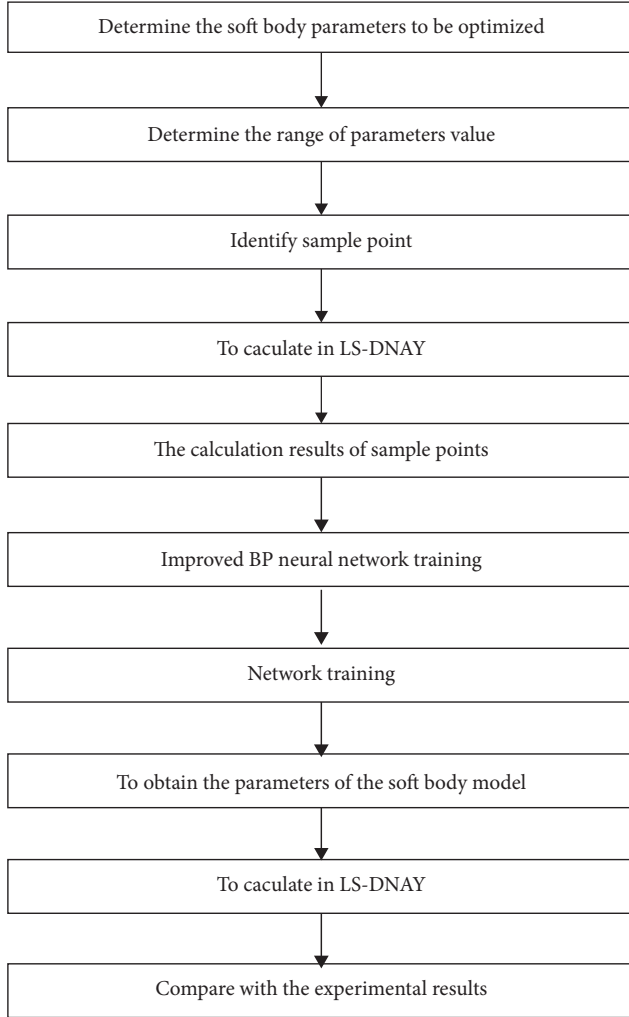 Determine the soft body parameters to be optimized
Determine the range of parameters value
Identify sample point
To caculate in LS-DNAY
The calculation results of sample points
Improved BP neural network training
Network training
To obtain the parameters of the soft body model
To caculate in LS-DNAY
Compare with the experimental results